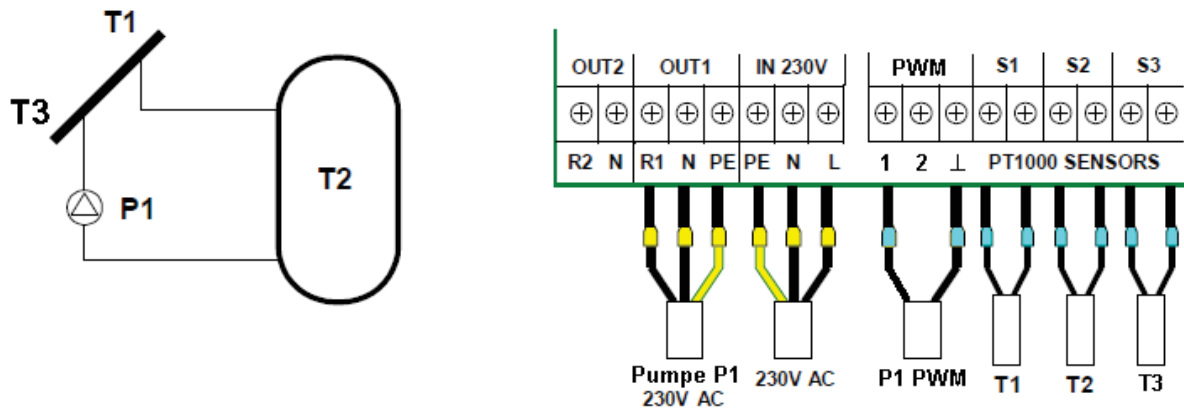 T1
T3
T2
P1
OUT2 OUT1 IN 230V PWM S1 S2 S3
R2 N R1 N PE PE N L 1 2 ⊥ PT1000 SENSORS
Pumpe P1 230V AC P1 PWM T1 T2 T3
230V AC